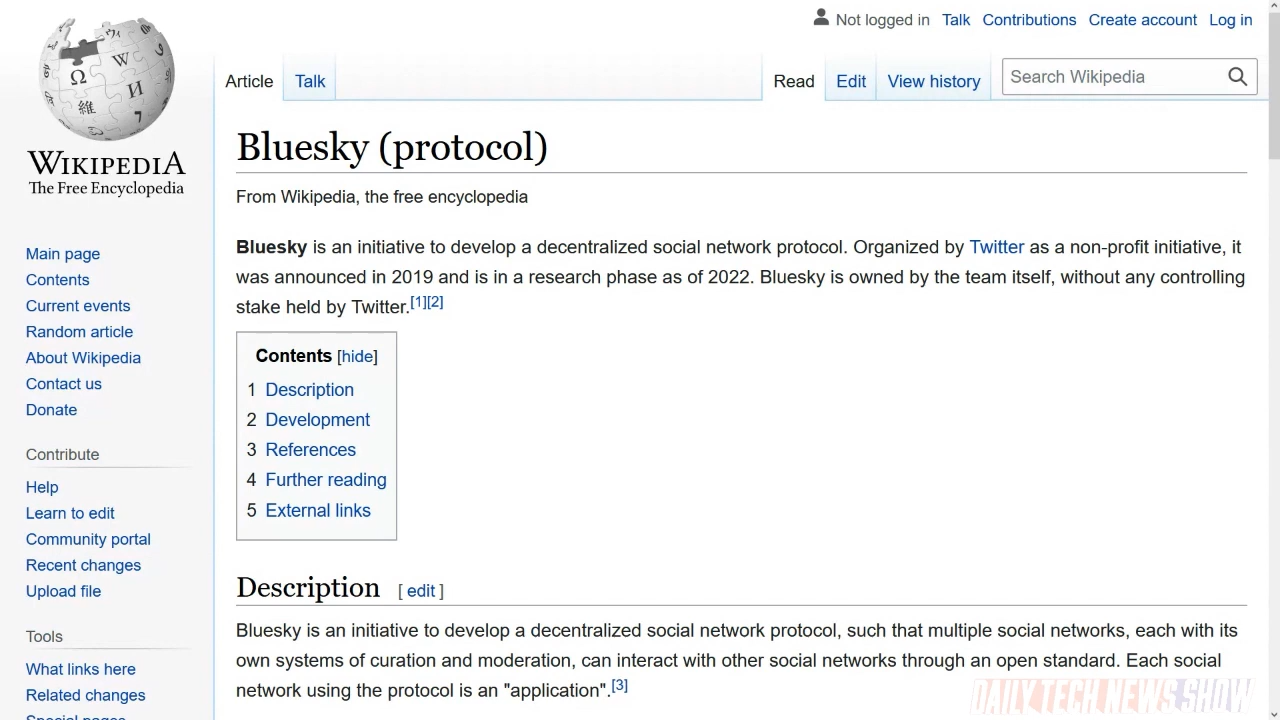 Not logged in Talk Contributions Create account Log in
WIKIPEDIA
The Free Encyclopedia
Article Talk Read Edit View history Search Wikipedia
Bluesky (protocol)
From Wikipedia, the free encyclopedia
Bluesky is an initiative to develop a decentralized social network protocol. Organized by Twitter as a non-profit initiative, it
was announced in 2019 and is in a research phase as of 2022. Bluesky is owned by the team itself, without any controlling
stake held by Twitter.[1][2]
Contents [hide]
1 Description
2 Development
3 References
4 Further reading
5 External links
Description [ edit ]
Bluesky is an initiative to develop a decentralized social network protocol, such that multiple social networks, each with its
own systems of curation and moderation, can interact with other social networks through an open standard. Each social
network using the protocol is an "application".[3]
Main page
Contents
Current events
Random article
About Wikipedia
Contact us
Donate
Contribute
Help
Learn to edit
Community portal
Recent changes
Upload file
Tools
What links here
Related changes
Special pages
DAILY TECH NEWS SHOW